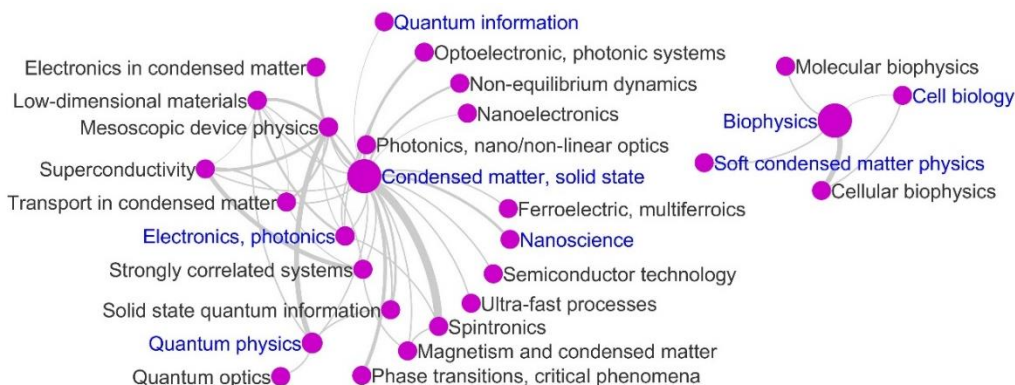 Quantum information
Optoelectronic, photonic systems
Electronics in condensed matter
Non-equilibrium dynamics
Low-dimensional materials
Nanoelectronics
Mesoscopic device physics
Photonics, nano/non-linear optics
Superconductivity
Condensed matter, solid state
Transport in condensed matter
Ferroelectric, multiferroics
Electronics, photonics
Nanoscience
Strongly correlated systems
Semiconductor technology
Solid state quantum information
Ultra-fast processes
Spintronics
Quantum physics
Magnetism and condensed matter
Quantum optics
Phase transitions, critical phenomena
Molecular biophysics
Cell biology
Biophysics
Soft condensed matter physics
Cellular biophysics